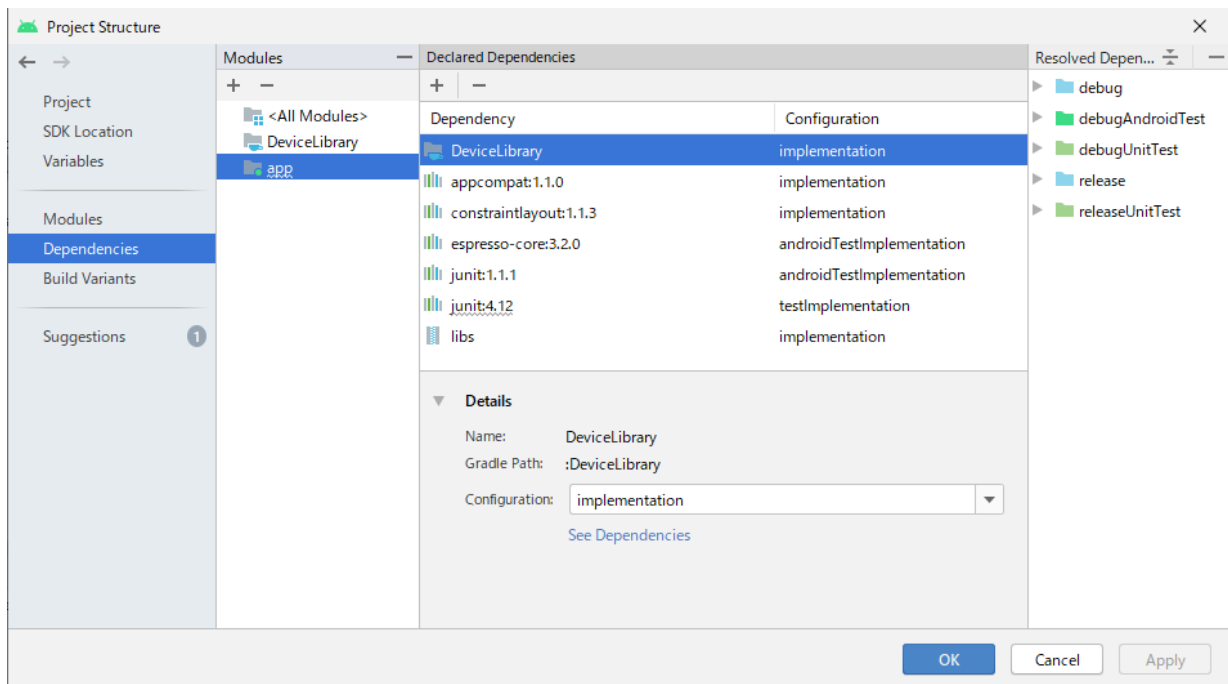 Project Structure
Project
SDK Location
Variables
Modules
Dependencies
Build Variants
Suggestions
1
Modules
<All Modules>
DeviceLibrary
app
Declared Dependencies
Dependency Configuration
DeviceLibrary implementation
appcompat:1.1.0 implementation
constraintlayout:1.1.3 implementation
espresso-core:3.2.0 androidTestImplementation
junit:1.1.1 androidTestImplementation
junit:4.12 testImplementation
libs implementation
Details
Name: DeviceLibrary
Gradle Path: :DeviceLibrary
Configuration: implementation
See Dependencies
Resolved Depen...
debug
debugAndroidTest
debugUnitTest
release
releaseUnitTest
OK Cancel Apply